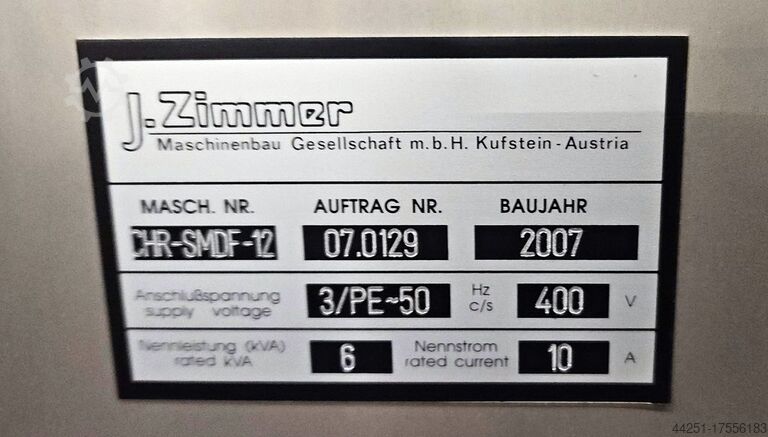 J.Zimmer
Maschinenbau Gesellschaft m.b.H. Kufstein-Austria
MASCH. NR. AUFTRAG NR. BAUJAHR
CHR-SMDF-12 07.0129 2007
Anschlußspannung Hz
3/PE~50 400 V
supply voltage c/s
Nennleistung (kVA) Nennstrom
6 10 A
rated kVA rated current
44251-17556183